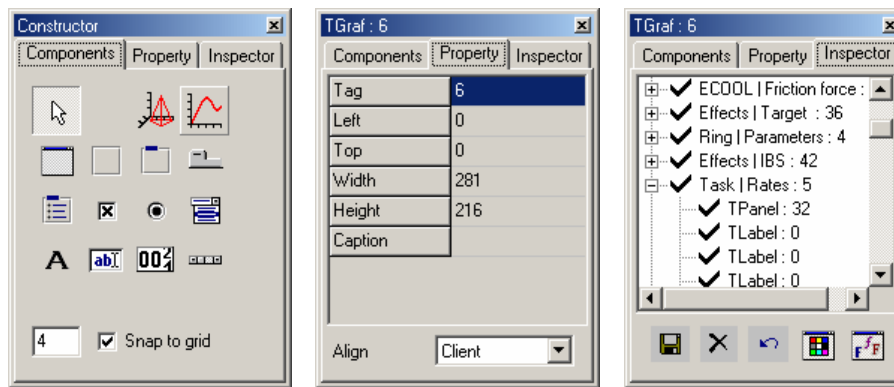 Constructor
Components Property Inspector
A ab
4 Snap to grid
TGraf : 6
Components Property Inspector
Tag 6
Left 0
Top 0
Width 281
Height 216
Caption
Align Client
TGraf : 6
Components Property Inspector
ECOOL | Friction force :
Effects | Target : 36
Ring | Parameters : 4
Effects | IBS : 42
Task | Rates : 5
TPanel : 32
TLabel : 0
TLabel : 0
TLabel : 0